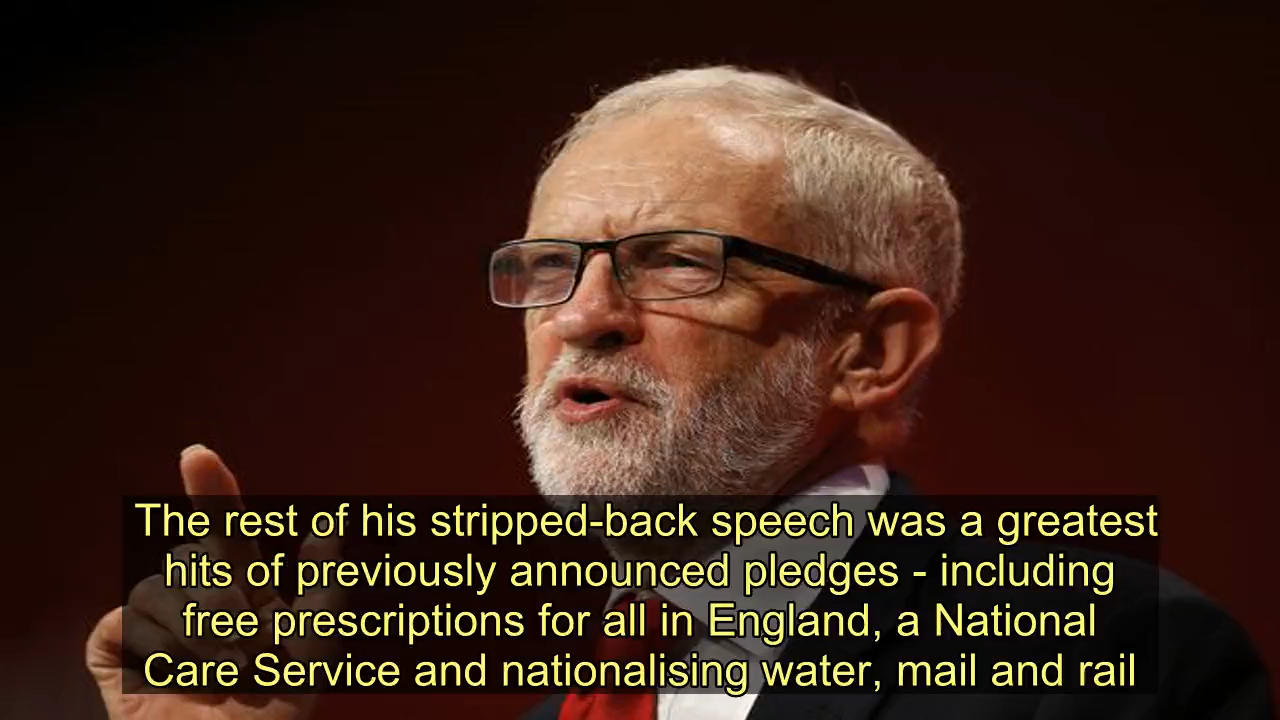 The rest of his stripped-back speech was a greatest
hits of previously announced pledges - including
free prescriptions for all in England, a National
Care Service and nationalising water, mail and rail